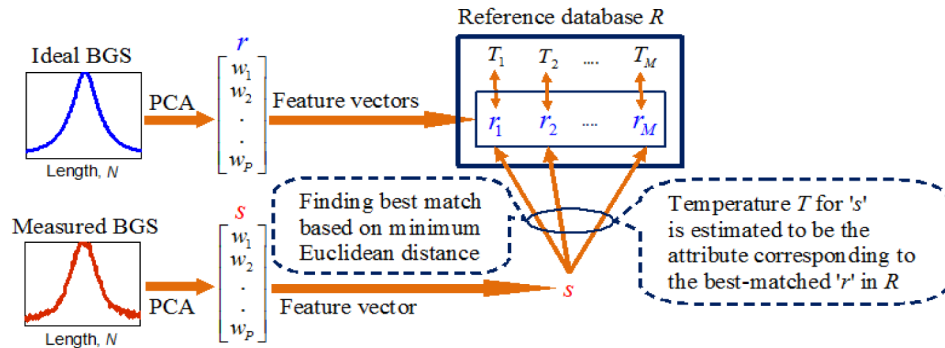 Reference database R
Ideal BGS
r
T1 T2 .... TM
w1
w2
.
.
wP
PCA
Feature vectors
r1 r2 .... rM
Length, N
Measured BGS
s
w1
w2
.
.
wP
PCA
Feature vector
Length, N
Finding best match
based on minimum
Euclidean distance
s
Temperature T for 's'
is estimated to be the
attribute corresponding to
the best-matched 'r' in R